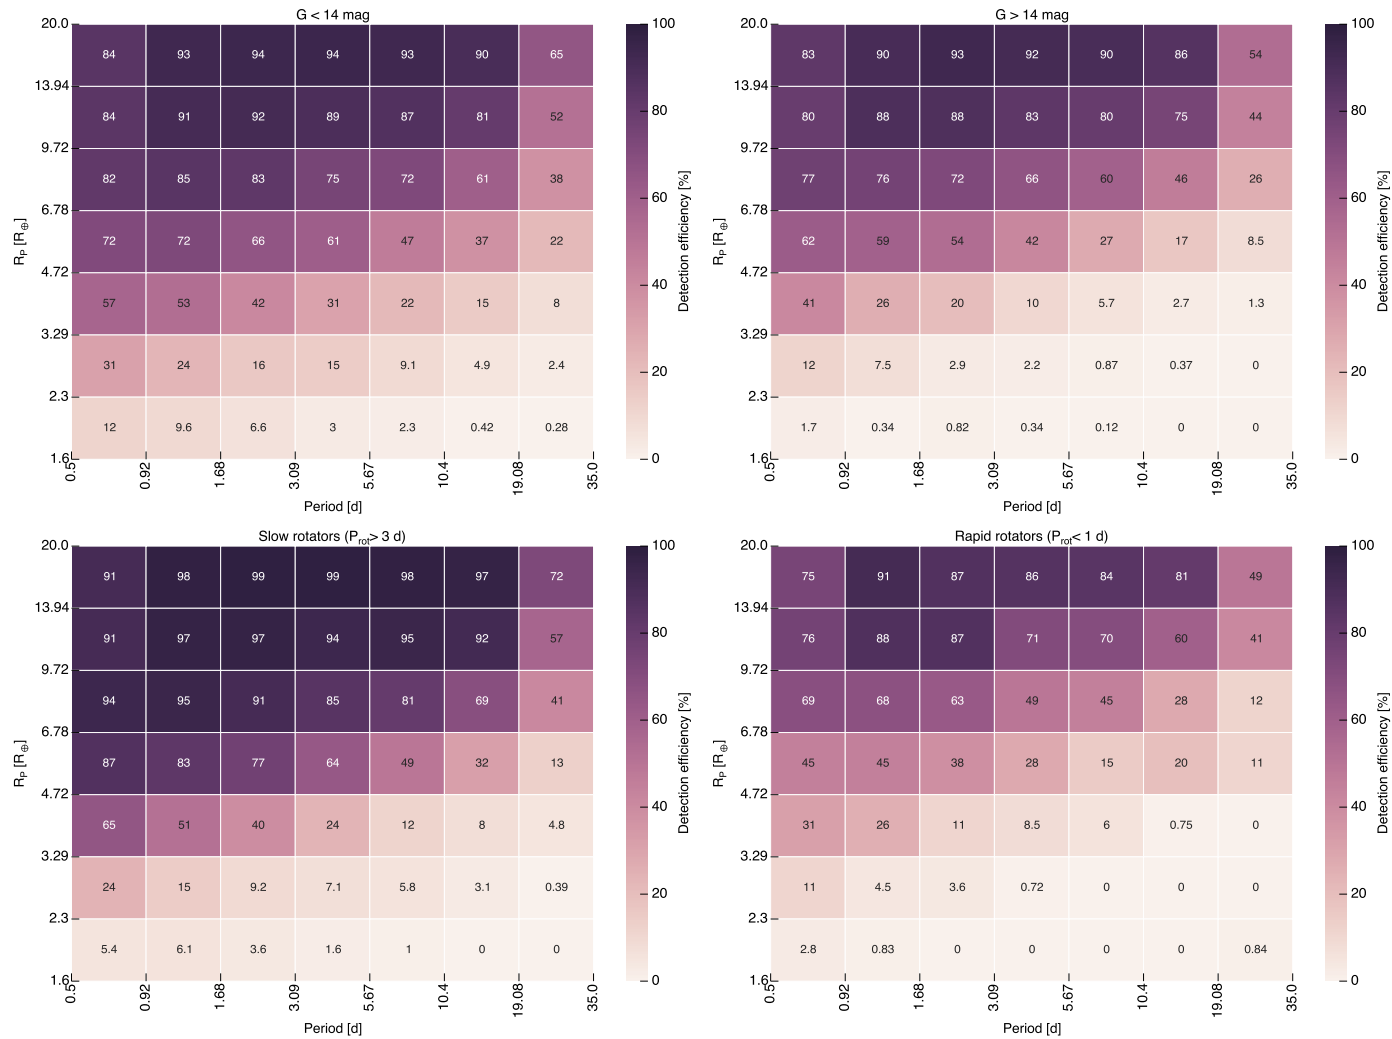 G < 14 mag
20.0
13.94
9.72
6.78
4.72
3.29
2.3
1.6
R_P [R_⊕]
84 93 94 94 93 90 65
84 91 92 89 87 81 52
82 85 83 75 72 61 38
72 72 66 61 47 37 22
57 53 42 31 22 15 8
31 24 16 15 9.1 4.9 2.4
12 9.6 6.6 3 2.3 0.42 0.28
0.5 0.92 1.68 3.09 5.67 10.4 19.08 35.0
Period [d]
100
80
60
40
20
0
Detection efficiency [%]
G > 14 mag
20.0
13.94
9.72
6.78
4.72
3.29
2.3
1.6
R_P [R_⊕]
83 90 93 92 90 86 54
80 88 88 83 80 75 44
77 76 72 66 60 46 26
62 59 54 42 27 17 8.5
41 26 20 10 5.7 2.7 1.3
12 7.5 2.9 2.2 0.87 0.37 0
1.7 0.34 0.82 0.34 0.12 0 0
0.5 0.92 1.68 3.09 5.67 10.4 19.08 35.0
Period [d]
100
80
60
40
20
0
Detection efficiency [%]
Slow rotators (P_rot > 3 d)
20.0
13.94
9.72
6.78
4.72
3.29
2.3
1.6
R_P [R_⊕]
91 98 99 99 98 97 72
91 97 97 94 95 92 57
94 95 91 85 81 69 41
87 83 77 64 49 32 13
65 51 40 24 12 8 4.8
24 15 9.2 7.1 5.8 3.1 0.39
5.4 6.1 3.6 1.6 1 0 0
0.5 0.92 1.68 3.09 5.67 10.4 19.08 35.0
Period [d]
100
80
60
40
20
0
Detection efficiency [%]
Rapid rotators (P_rot < 1 d)
20.0
13.94
9.72
6.78
4.72
3.29
2.3
1.6
R_P [R_⊕]
75 91 87 86 84 81 49
76 88 87 71 70 60 41
69 68 63 49 45 28 12
45 45 38 28 15 20 11
31 26 11 8.5 6 0.75 0
11 4.5 3.6 0.72 0 0 0
2.8 0.83 0 0 0 0 0.84
0.5 0.92 1.68 3.09 5.67 10.4 19.08 35.0
Period [d]
100
80
60
40
20
0
Detection efficiency [%]